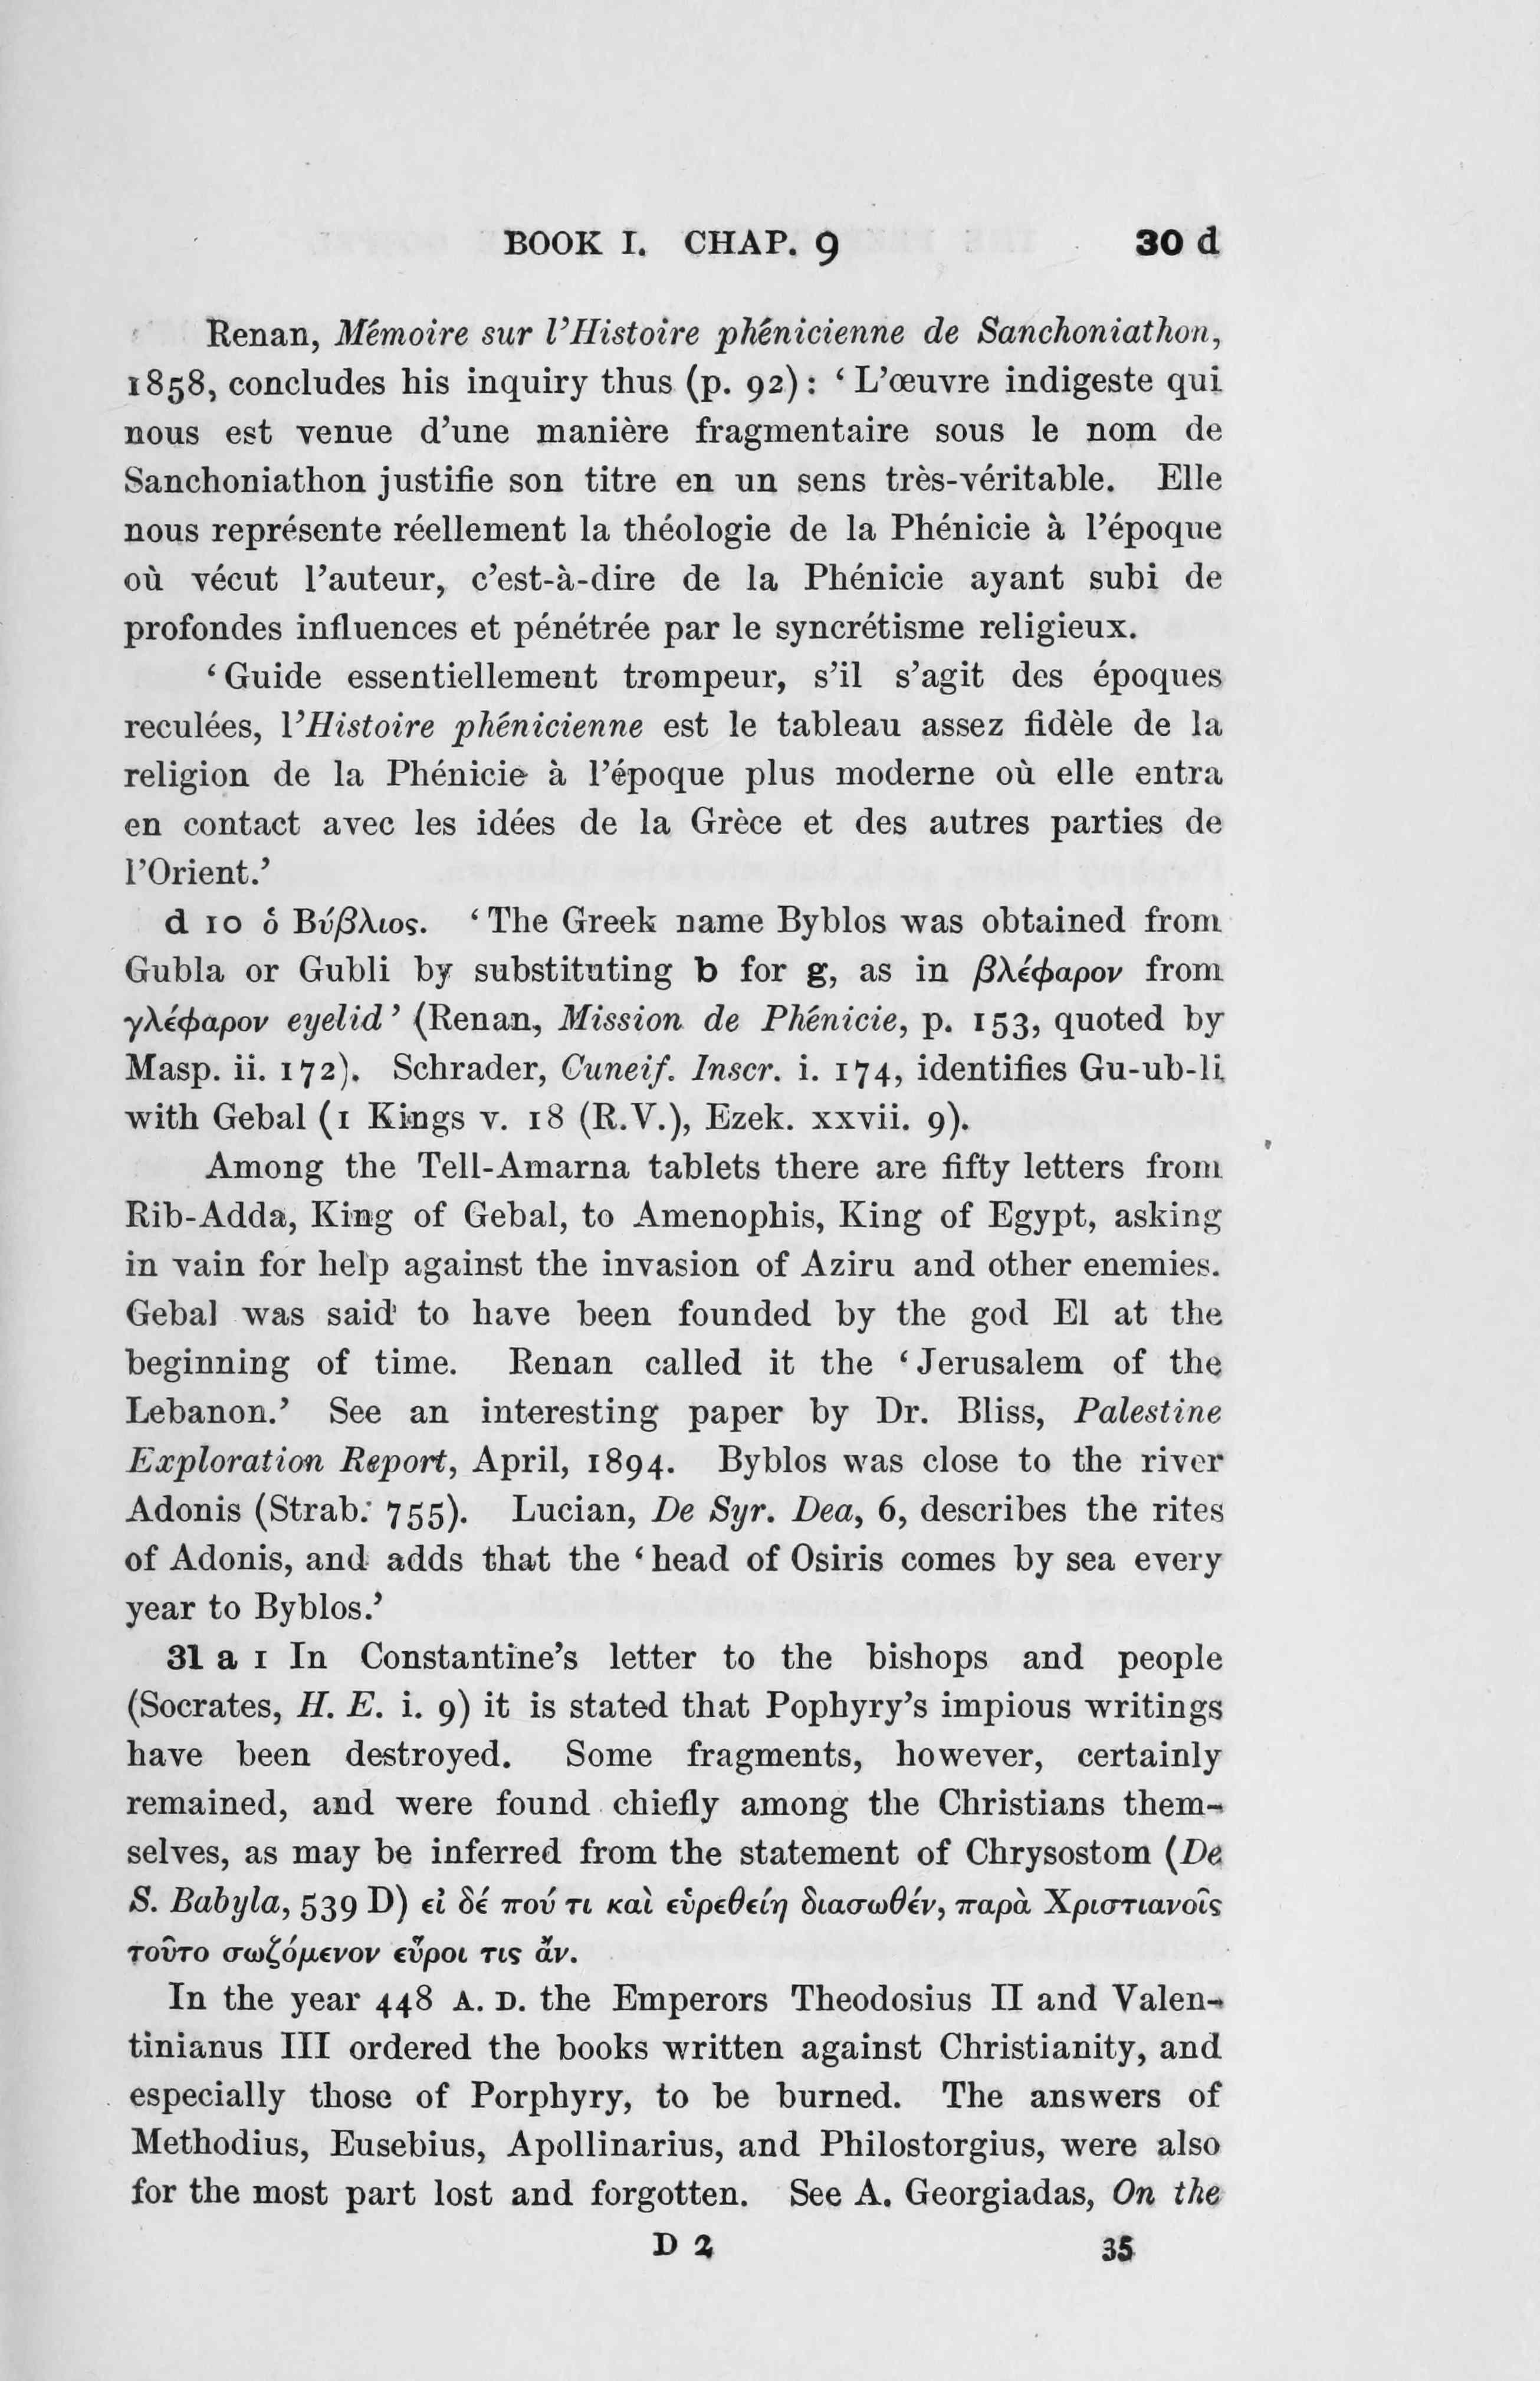 BOOK I. CHAP. 9 30 d
Renan, Mémoire sur l’Histoire phénicienne de Sanchoniathon,
1858, concludes his inquiry thus (p. 92): ‘L’œuvre indigeste qui
nous est venue d’une manière fragmentaire sous le nom de
Sanchoniathon justifie son titre en un sens très-véritable. Elle
nous représente réellement la théologie de la Phénicie à l’époque
où vécut l’auteur, c’est-à-dire de la Phénicie ayant subi de
profondes influences et pénétrée par le syncrétisme religieux.
‘Guide essentiellement trompeur, s’il s’agit des époques
reculées, l’Histoire phénicienne est le tableau assez fidèle de la
religion de la Phénicie à l’époque plus moderne où elle entra
en contact avec les idées de la Grèce et des autres parties de
l’Orient.’
d 10 ὁ Βύβλιος. ‘The Greek name Byblos was obtained from
Gubla or Gubli by substituting b for g, as in βλέφαρον from
γλέφαρον eyelid’ (Renan, Mission de Phénicie, p. 153, quoted by
Masp. ii. 172). Schrader, Cuneif. Inscr. i. 174, identifies Gu-ub-li
with Gebal (1 Kings v. 18 (R.V.), Ezek. xxvii. 9).
Among the Tell-Amarna tablets there are fifty letters from
Rib-Adda, King of Gebal, to Amenophis, King of Egypt, asking
in vain for help against the invasion of Aziru and other enemies.
Gebal was said to have been founded by the god El at the
beginning of time. Renan called it the ‘Jerusalem of the
Lebanon.’ See an interesting paper by Dr. Bliss, Palestine
Exploration Report, April, 1894. Byblos was close to the river
Adonis (Strab. 755). Lucian, De Syr. Dea, 6, describes the rites
of Adonis, and adds that the ‘head of Osiris comes by sea every
year to Byblos.’
31 a 1 In Constantine’s letter to the bishops and people
(Socrates, H. E. i. 9) it is stated that Pophyry’s impious writings
have been destroyed. Some fragments, however, certainly
remained, and were found chiefly among the Christians them-
selves, as may be inferred from the statement of Chrysostom (De
S. Babyla, 539 D) εἰ δέ πού τι καὶ εὑρεθείη διασωθέν, παρὰ Χριστιανοῖς
τοῦτο σωζόμενον εὕροι τις ἄν.
In the year 448 A. D. the Emperors Theodosius II and Valen-
tinianus III ordered the books written against Christianity, and
especially those of Porphyry, to be burned. The answers of
Methodius, Eusebius, Apollinarius, and Philostorgius, were also
for the most part lost and forgotten. See A. Georgiadas, On the
D 2 35